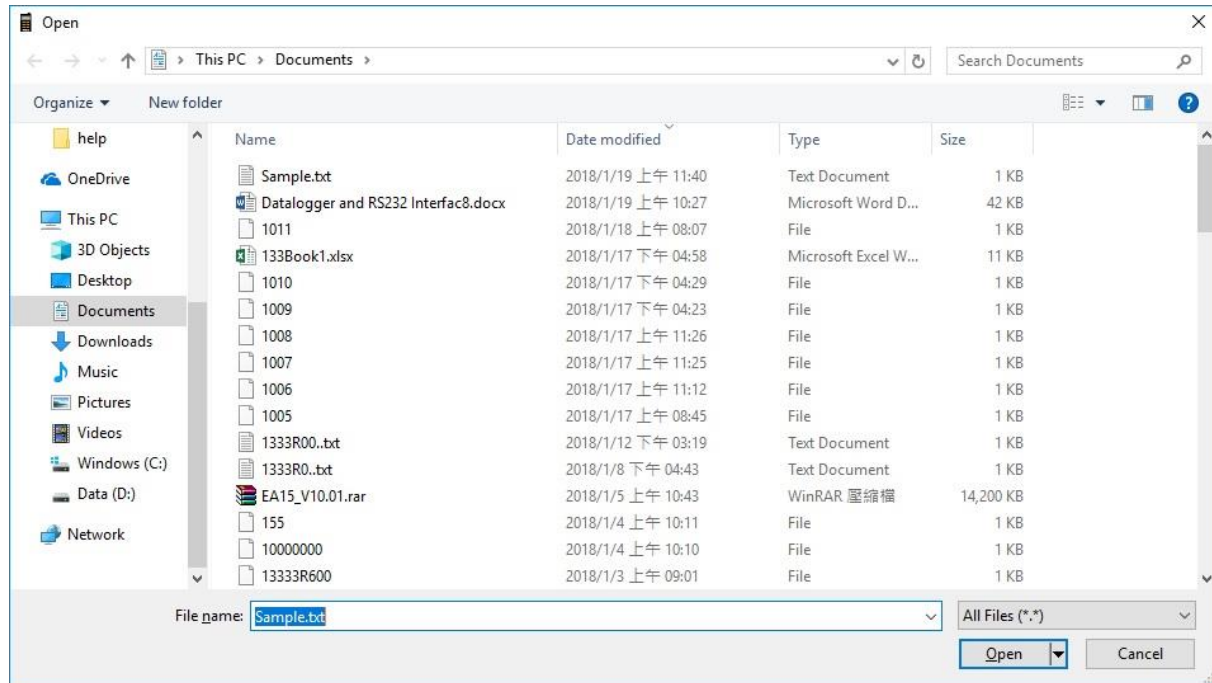 Open
This PC > Documents >
Search Documents
Organize
New folder
help
OneDrive
This PC
3D Objects
Desktop
Documents
Downloads
Music
Pictures
Videos
Windows (C:)
Data (D:)
Network
Name Date modified Type Size
Sample.txt 2018/1/19 上午 11:40 Text Document 1 KB
Datalogger and RS232 Interfac8.docx 2018/1/19 上午 10:27 Microsoft Word D... 42 KB
1011 2018/1/18 上午 08:07 File 1 KB
133Book1.xlsx 2018/1/17 下午 04:58 Microsoft Excel W... 11 KB
1010 2018/1/17 下午 04:29 File 1 KB
1009 2018/1/17 下午 04:23 File 1 KB
1008 2018/1/17 上午 11:26 File 1 KB
1007 2018/1/17 上午 11:25 File 1 KB
1006 2018/1/17 上午 11:12 File 1 KB
1005 2018/1/17 上午 08:45 File 1 KB
1333R00..txt 2018/1/12 下午 03:19 Text Document 1 KB
1333R0..txt 2018/1/8 下午 04:43 Text Document 1 KB
EA15_V10.01.rar 2018/1/5 上午 10:43 WinRAR 壓縮檔 14,200 KB
155 2018/1/4 上午 10:11 File 1 KB
10000000 2018/1/4 上午 10:10 File 1 KB
13333R600 2018/1/3 上午 09:01 File 1 KB
File name: Sample.txt
All Files (*.*)
Open
Cancel